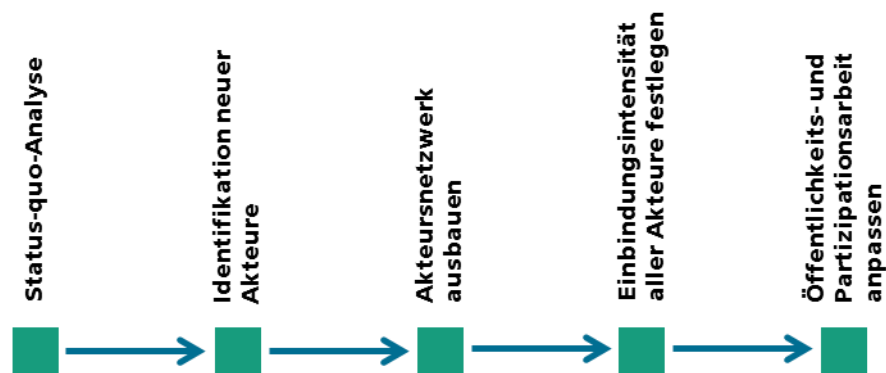 Status-quo-Analyse
Identifikation neuer
Akteure
Akteursnetzwerk
ausbauen
Einbindungsintensität
aller Akteure festlegen
Öffentlichkeits- und
Partizipationsarbeit
anpassen